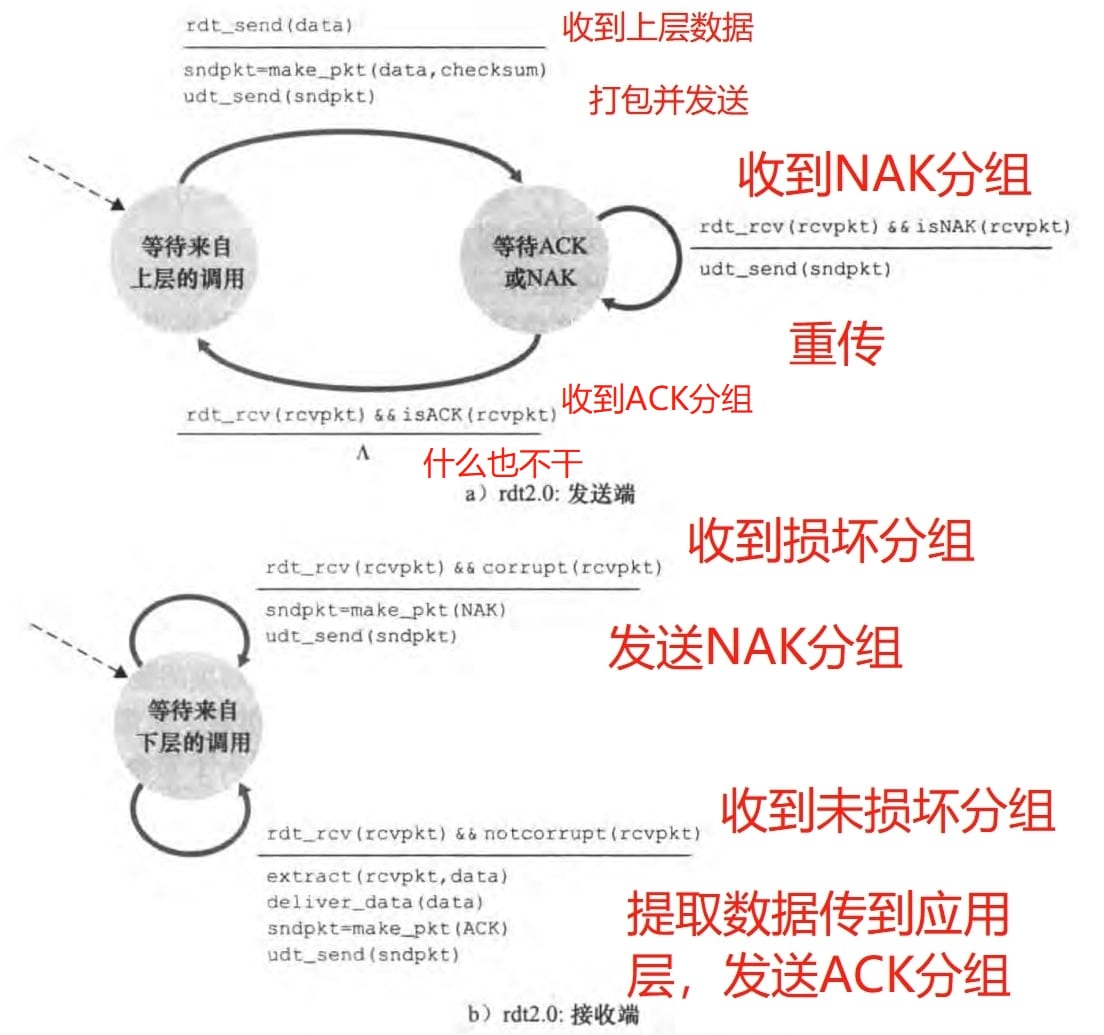 rdt_send(data)
收到上层数据
sndpkt=make_pkt(data,checksum)
udt_send(sndpkt)
打包并发送
收到NAK分组
等待来自
上层的调用
等待ACK
或NAK
rdt_rcv(rcvpkt) && isNAK(rcvpkt)
udt_send(sndpkt)
重传
rdt_rcv(rcvpkt) && isACK(rcvpkt)
收到ACK分组
Λ
什么也不干
a）rdt2.0: 发送端
收到损坏分组
rdt_rcv(rcvpkt) && corrupt(rcvpkt)
sndpkt=make_pkt(NAK)
udt_send(sndpkt)
发送NAK分组
等待来自
下层的调用
收到未损坏分组
rdt_rcv(rcvpkt) && notcorrupt(rcvpkt)
extract(rcvpkt,data)
deliver_data(data)
sndpkt=make_pkt(ACK)
udt_send(sndpkt)
提取数据传到应用
层，发送ACK分组
b）rdt2.0: 接收端